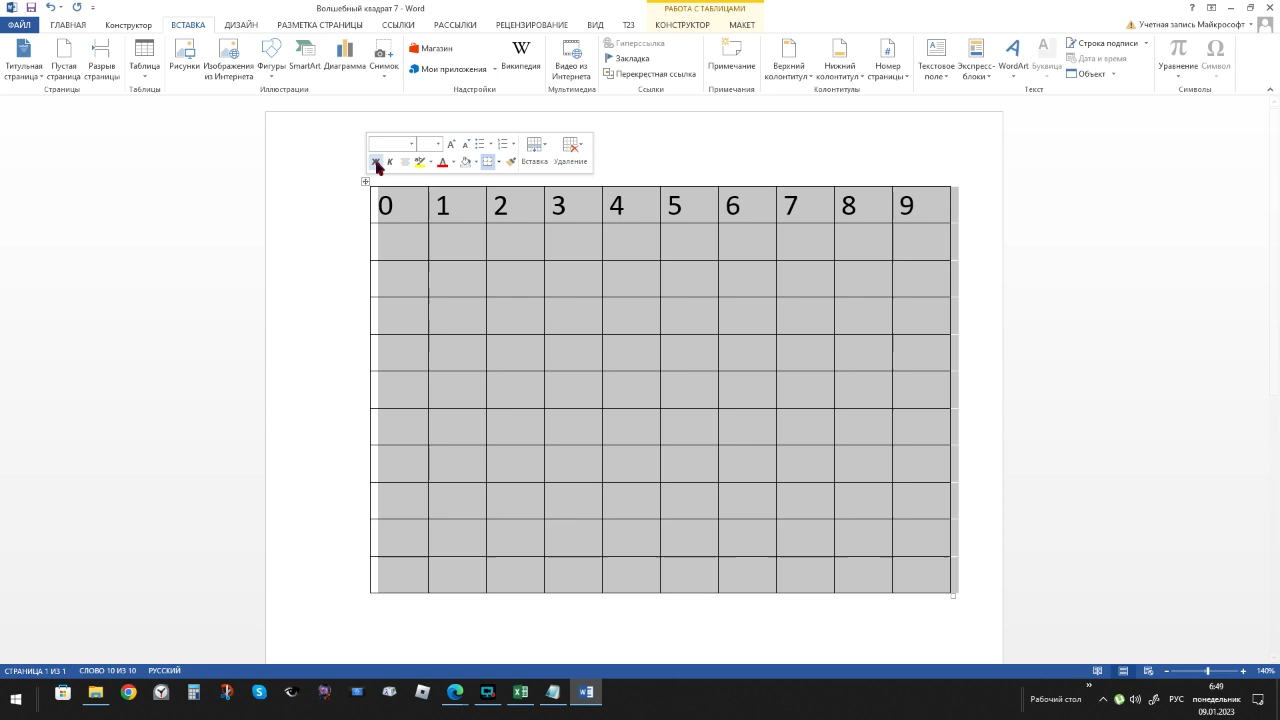 Волшебный квадрат 7 - Word
РАБОТА С ТАБЛИЦАМИ
ФАЙЛ ГЛАВНАЯ Конструктор ВСТАВКА ДИЗАЙН РАЗМЕТКА СТРАНИЦЫ ССЫЛКИ РАССЫЛКИ РЕЦЕНЗИРОВАНИЕ ВИД T23 КОНСТРУКТОР МАКЕТ Учетная запись Майкрософт
Титульная страница
Пустая страница
Разрыв страницы
Таблица
Рисунки
Изображения из Интернета
Фигуры
SmartArt
Диаграмма
Снимок
Магазин
Мои приложения
Википедия
Видео из Интернета
Гиперссылка
Закладка
Перекрестная ссылка
Примечание
Верхний колонтитул
Нижний колонтитул
Номер страницы
Текстовое поле
Экспресс-блоки
WordArt
Буквица
Строка подписи
Дата и время
Объект
Уравнение
Символ
Страницы Таблицы Иллюстрации Надстройки Мультимедиа Ссылки Примечания Колонтитулы Текст Символы
К
Вставка Удаление
0 1 2 3 4 5 6 7 8 9
СТРАНИЦА 1 ИЗ 1 СЛОВО 10 ИЗ 10 РУССКИЙ 140%
Рабочий стол
РУС
6:49
понедельник
09.01.2023